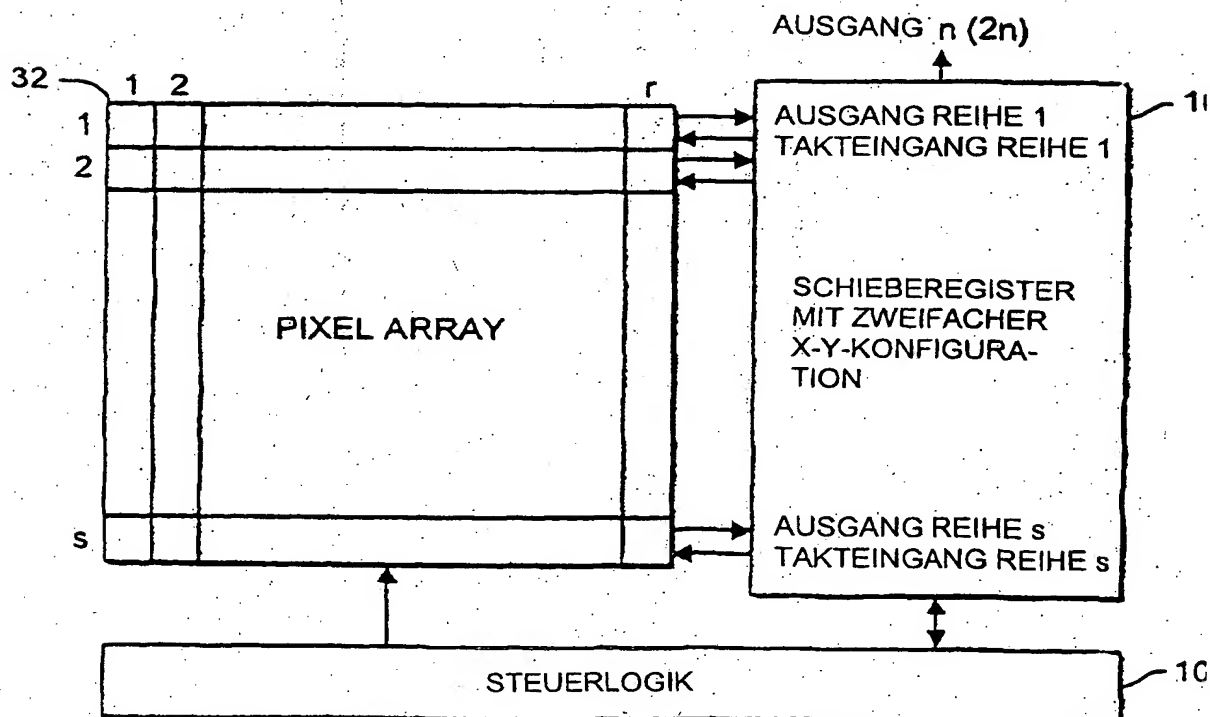 AUSGANG n (2n)
32
1 2 r
1
2
s
AUSGANG REIHE 1
TAKTEINGANG REIHE 1
PIXEL ARRAY
SCHIEBEREGISTER
MIT ZWEIFACHER
X-Y-KONFIGURA-
TION
AUSGANG REIHE s
TAKTEINGANG REIHE s
STEUERLOGIK